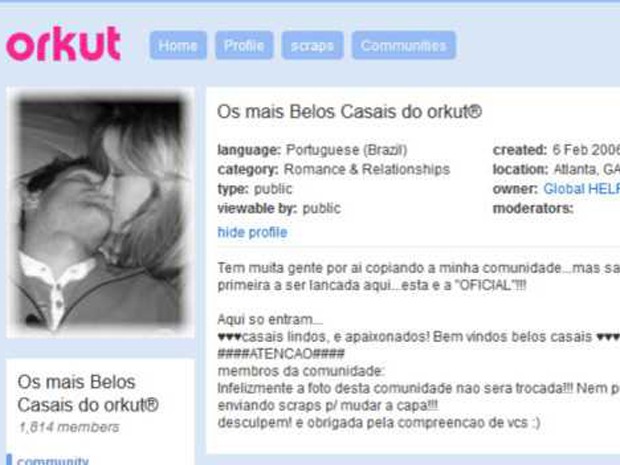 orkut
Home Profile scraps Communities
Os mais Belos Casais do orkut®
language: Portuguese (Brazil)
category: Romance & Relationships
type: public
viewable by: public
created: 6 Feb 2006
location: Atlanta, GA
owner: Global HELP
moderators:
hide profile
Tem muita gente por ai copiando a minha comunidade...mas sa
primeira a ser lancada aqui...esta e a "OFICIAL"!!!
Aqui so entram...
♥♥♥casais lindos, e apaixonados! Bem vindos belos casais ♥♥♥
####ATENCAO####
membros da comunidade:
Infelizmente a foto desta comunidade nao sera trocada!!! Nem p
enviando scraps p/ mudar a capa!!!
desculpem! e obrigada pela compreencao de vcs :)
Os mais Belos
Casais do orkut®
1,814 members
community